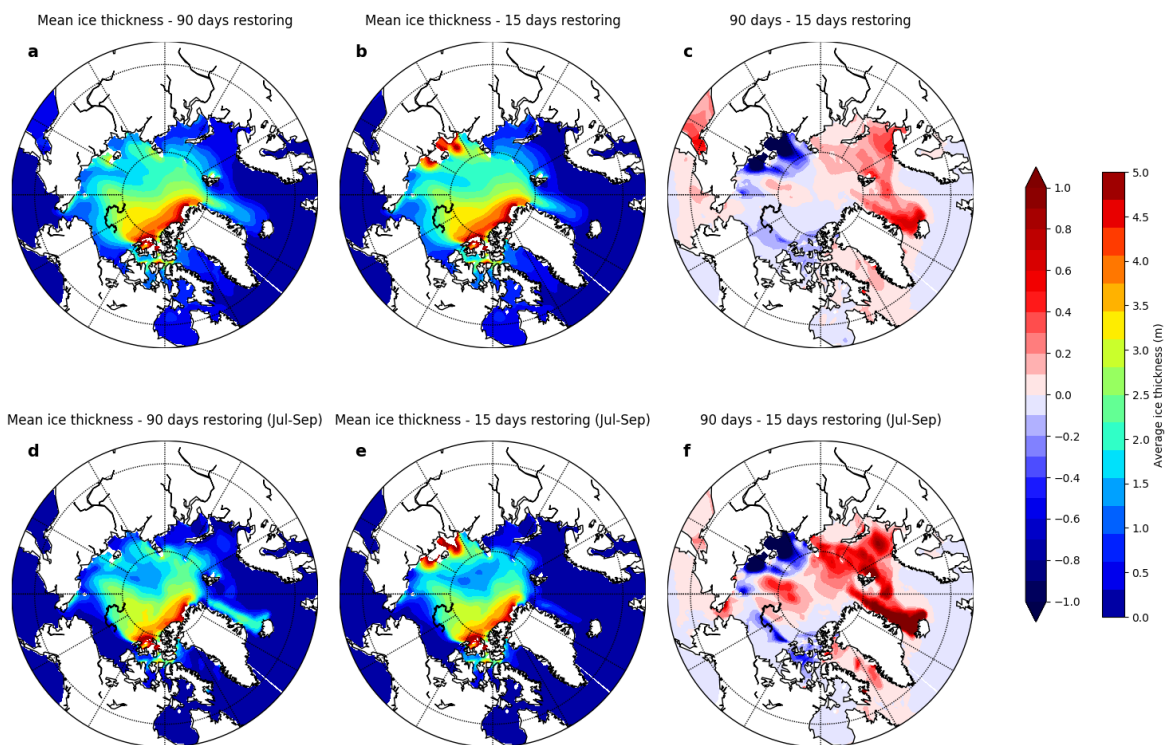 Mean ice thickness - 90 days restoring
Mean ice thickness - 15 days restoring
90 days - 15 days restoring
a
b
c
Mean ice thickness - 90 days restoring (Jul-Sep)
Mean ice thickness - 15 days restoring (Jul-Sep)
90 days - 15 days restoring (Jul-Sep)
d
e
f
1.0
0.8
0.6
0.4
0.2
0.0
−0.2
−0.4
−0.6
−0.8
−1.0
5.0
4.5
4.0
3.5
3.0
2.5
2.0
1.5
1.0
0.5
0.0
Average ice thickness (m)